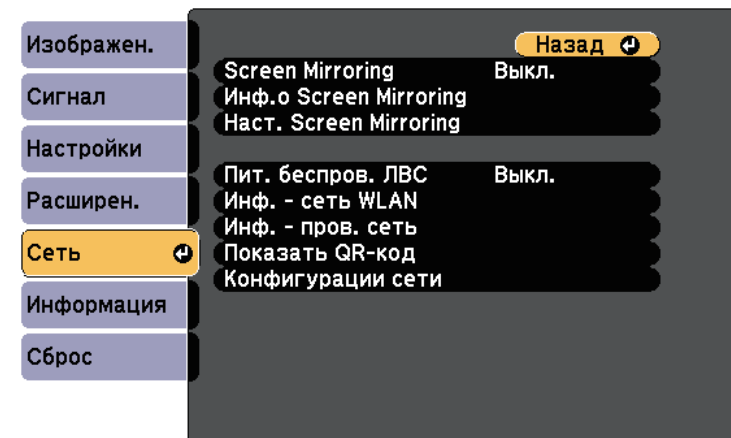 Изображен.
Сигнал
Настройки
Расширен.
Сеть
Информация
Сброс
Назад
Screen Mirroring Выкл.
Инф.о Screen Mirroring
Наст. Screen Mirroring
Пит. беспров. ЛВС Выкл.
Инф. - сеть WLAN
Инф. - пров. сеть
Показать QR-код
Конфигурации сети